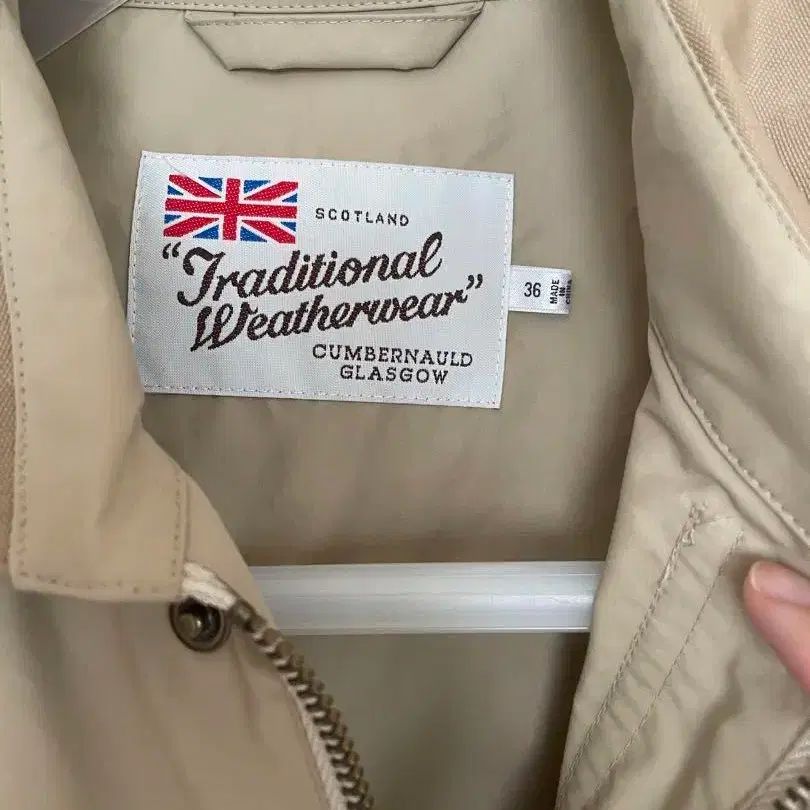 SCOTLAND
"Traditional
Weatherwear"
CUMBERNAULD
GLASGOW
36
MADE
IN
CHINA